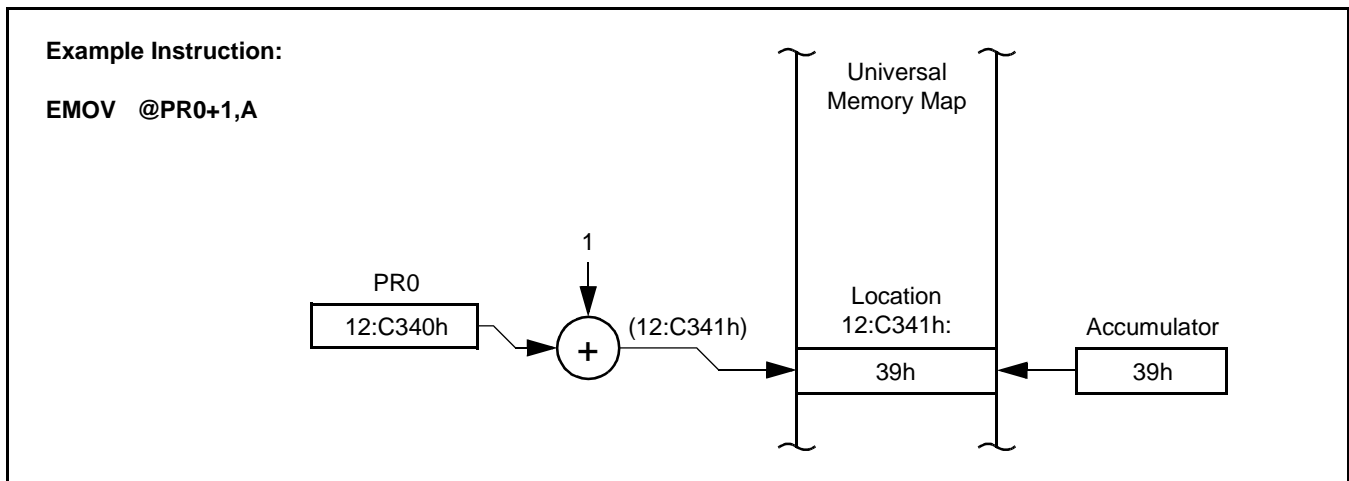 Example Instruction:
EMOV @PR0+1,A
Universal
Memory Map
1
PR0
12:C340h
+
(12:C341h)
Location
12:C341h:
39h
Accumulator
39h